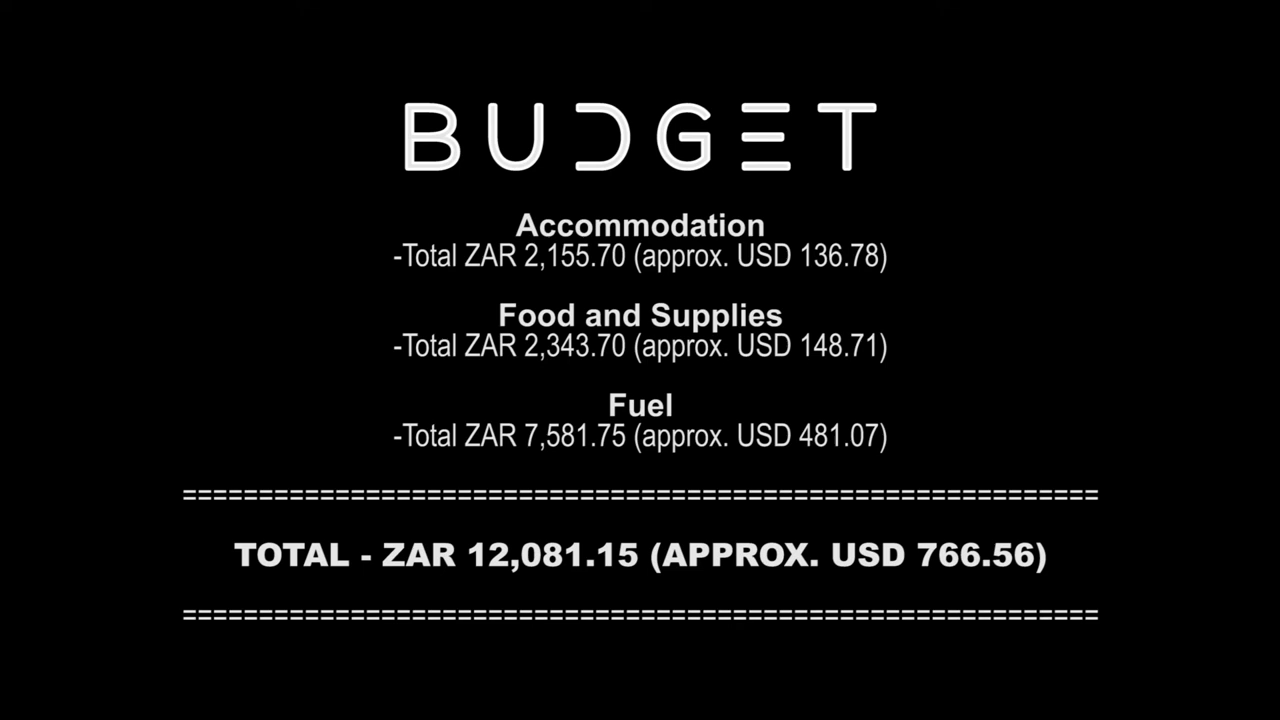 BUDGET
Accommodation
-Total ZAR 2,155.70 (approx. USD 136.78)
Food and Supplies
-Total ZAR 2,343.70 (approx. USD 148.71)
Fuel
-Total ZAR 7,581.75 (approx. USD 481.07)
============================================================
TOTAL - ZAR 12,081.15 (APPROX. USD 766.56)
============================================================